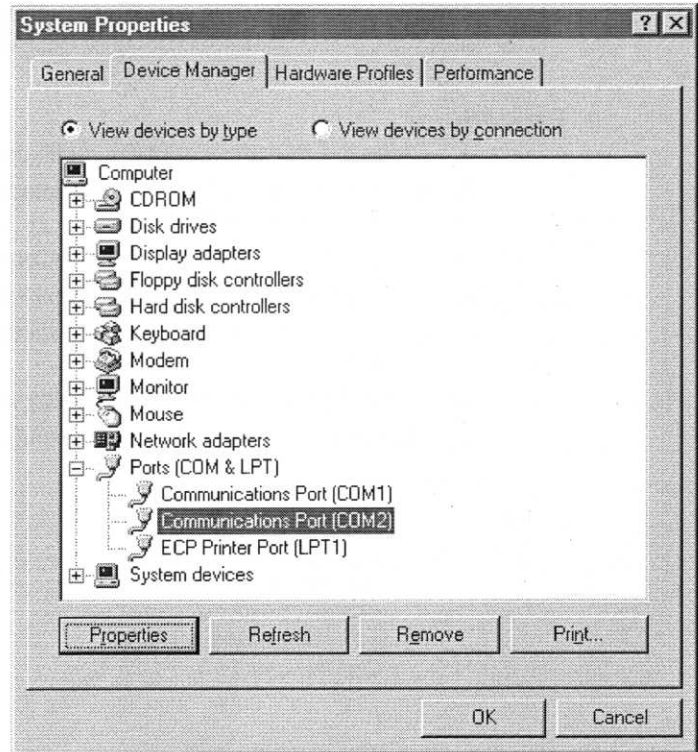 System Properties
General Device Manager Hardware Profiles Performance
View devices by type View devices by connection
Computer
CDROM
Disk drives
Display adapters
Floppy disk controllers
Hard disk controllers
Keyboard
Modem
Monitor
Mouse
Network adapters
Ports (COM & LPT)
Communications Port (COM1)
Communications Port (COM2)
ECP Printer Port (LPT1)
System devices
Properties Refresh Remove Print...
OK Cancel